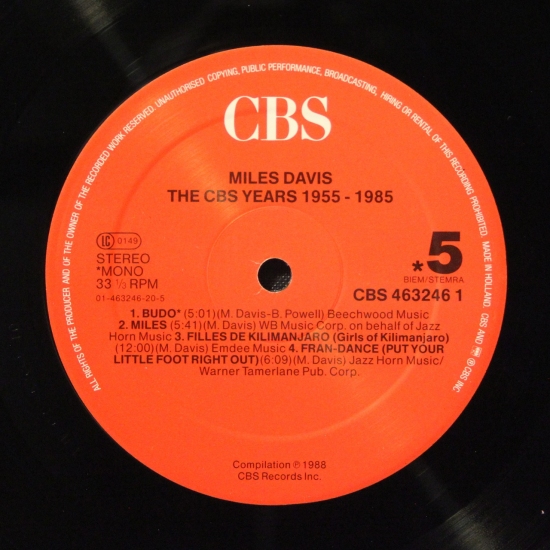 ALL RIGHTS OF THE PRODUCER AND OF THE OWNER OF THE RECORDED WORK RESERVED. UNAUTHORISED COPYING, PUBLIC PERFORMANCE, BROADCASTING, HIRING OR RENTAL OF THIS RECORDING PROHIBITED. MADE IN HOLLAND. CBS AND ℗ CBS INC
CBS
MILES DAVIS
THE CBS YEARS 1955 - 1985
LC 0149
STEREO
*MONO
33 1/3 RPM
01-463246-20-5
*5
BIEM/STEMRA
CBS 463246 1
1. BUDO* (5:01)(M. Davis-B. Powell) Beechwood Music
2. MILES (5:41)(M. Davis) WB Music Corp. on behalf of Jazz
Horn Music 3. FILLES DE KILIMANJARO (Girls of Kilimanjaro)
(12:00)(M. Davis) Emdee Music 4. FRAN-DANCE (PUT YOUR
LITTLE FOOT RIGHT OUT)(6:09)(M. Davis) Jazz Horn Music/
Warner Tamerlane Pub. Corp.
Compilation ℗ 1988
CBS Records Inc.